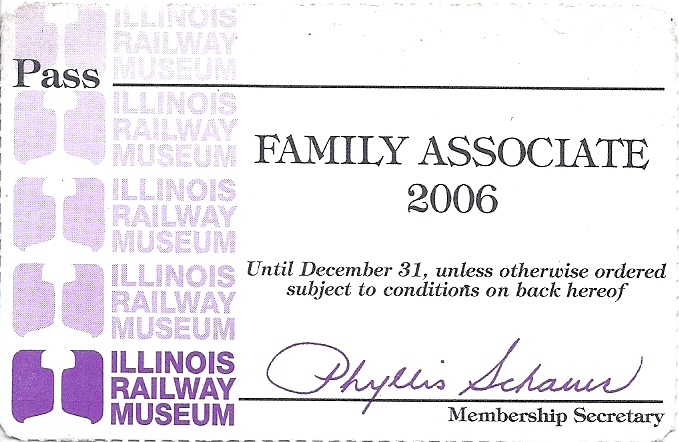 ILLINOIS
RAILWAY
MUSEUM
Pass
ILLINOIS
RAILWAY
MUSEUM
FAMILY ASSOCIATE
2006
ILLINOIS
RAILWAY
MUSEUM
Until December 31, unless otherwise ordered
subject to conditions on back hereof
ILLINOIS
RAILWAY
MUSEUM
Phyllis Schauer
ILLINOIS
RAILWAY
MUSEUM
Membership Secretary